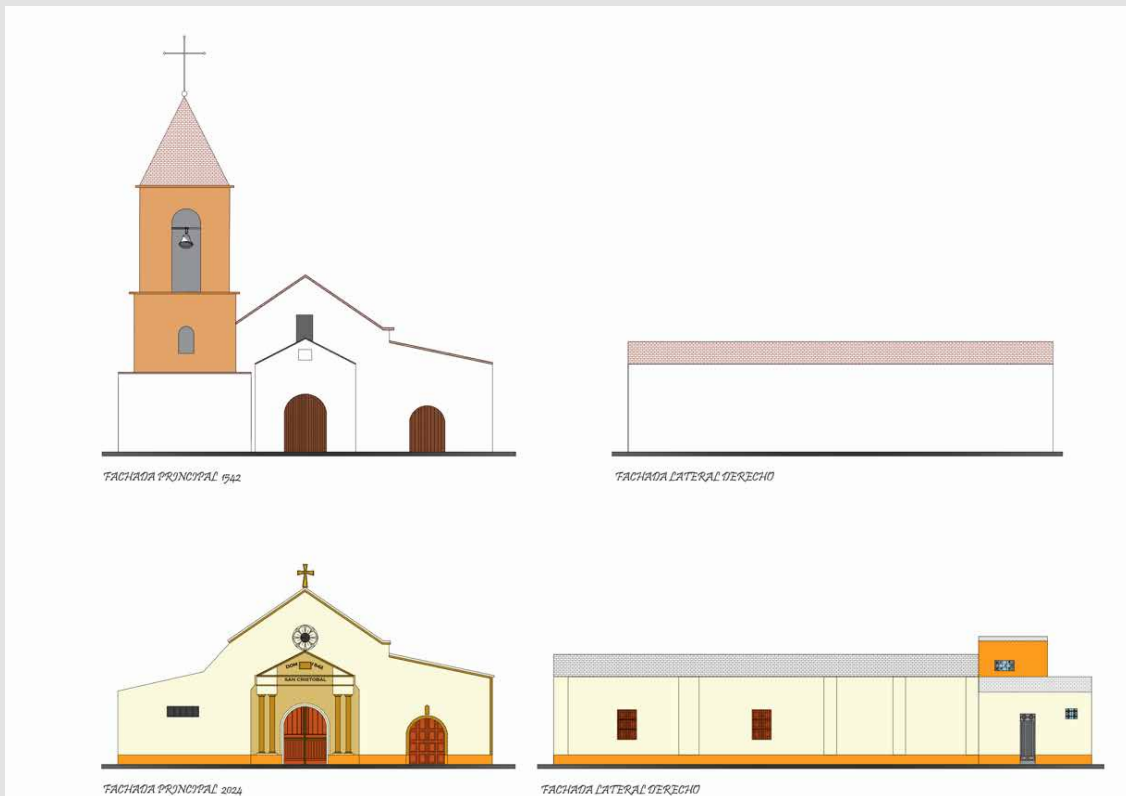 FACHADA PRINCIPAL 1542
FACHADA LATERAL DERECHO
SAN CRISTOBAL
FACHADA PRINCIPAL 2024
FACHADA LATERAL DERECHO